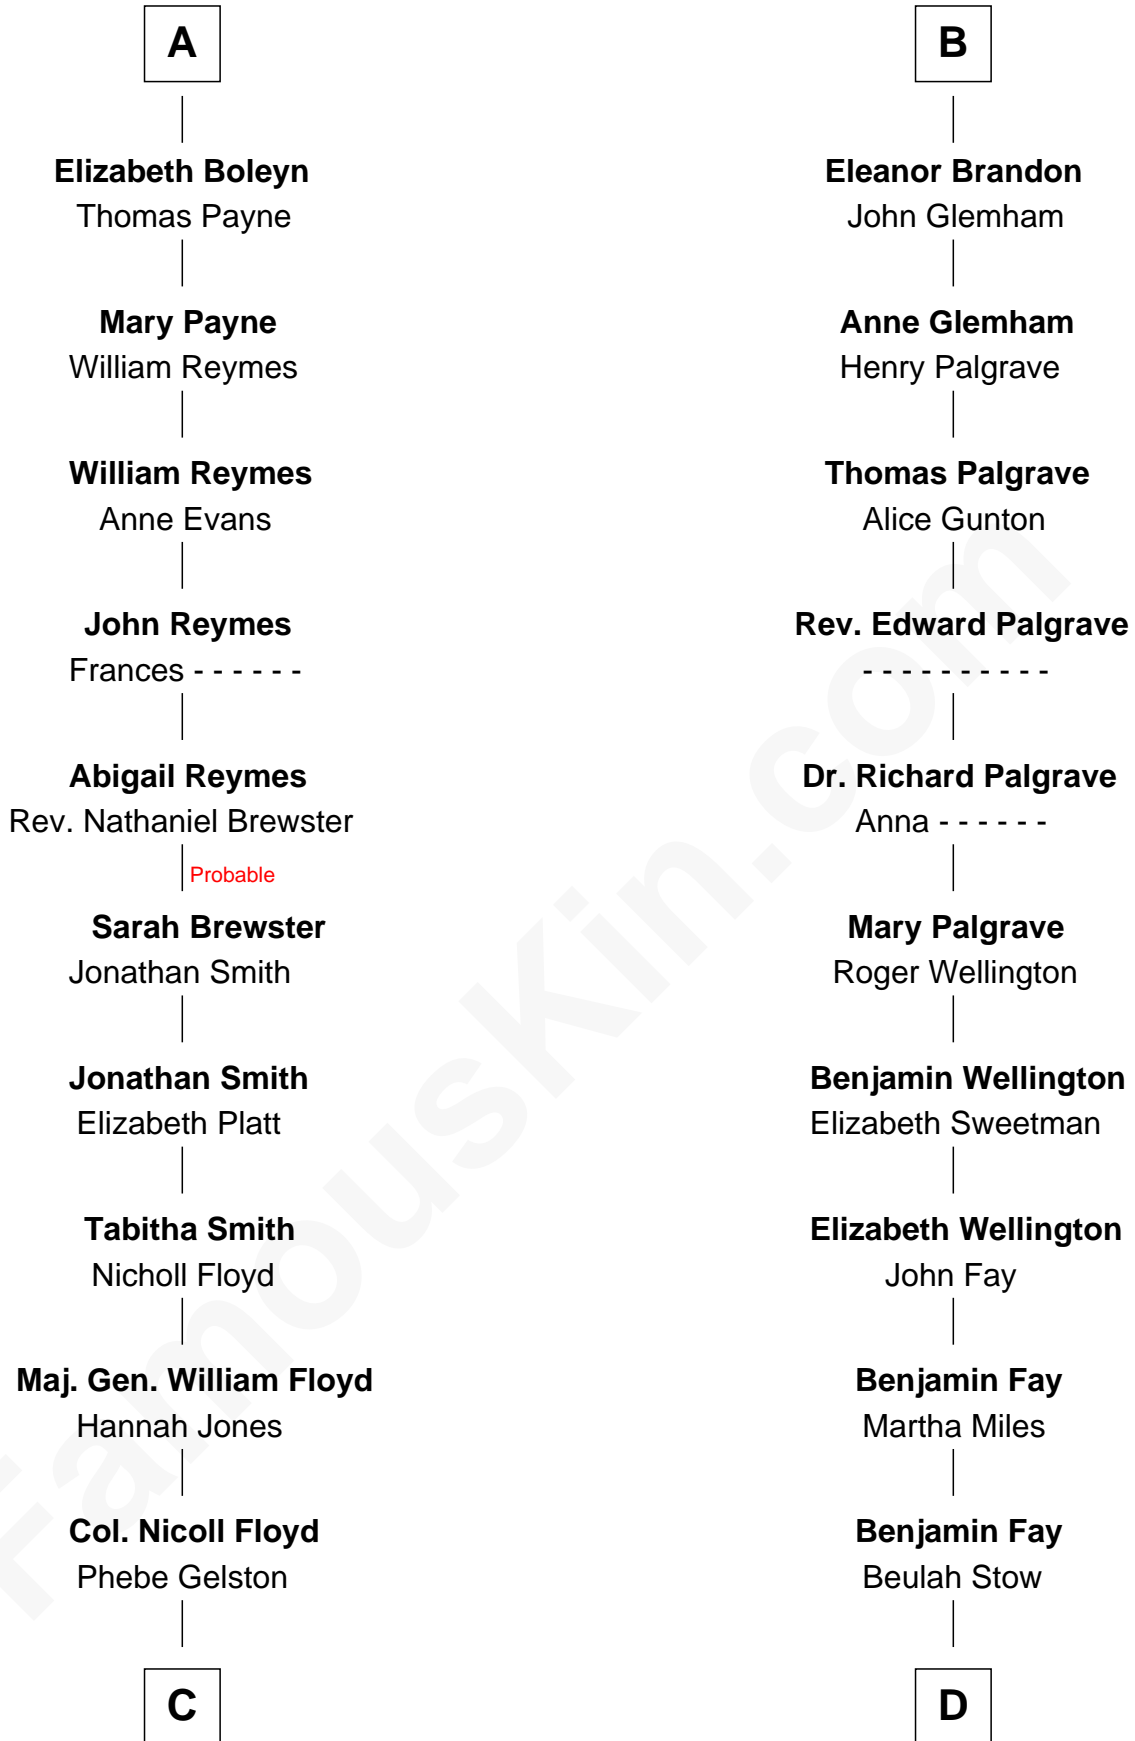 A
Elizabeth Boleyn
Thomas Payne
Mary Payne
William Reymes
William Reymes
Anne Evans
John Reymes
Frances - - - - - -
Abigail Reymes
Rev. Nathaniel Brewster
Probable
Sarah Brewster
Jonathan Smith
Jonathan Smith
Elizabeth Platt
Tabitha Smith
Nicholl Floyd
Maj. Gen. William Floyd
Hannah Jones
Col. Nicoll Floyd
Phebe Gelston
C
B
Eleanor Brandon
John Glemham
Anne Glemham
Henry Palgrave
Thomas Palgrave
Alice Gunton
Rev. Edward Palgrave
- - - - - - - - - -
Dr. Richard Palgrave
Anna - - - - - -
Mary Palgrave
Roger Wellington
Benjamin Wellington
Elizabeth Sweetman
Elizabeth Wellington
John Fay
Benjamin Fay
Martha Miles
Benjamin Fay
Beulah Stow
D
FamousKin.com